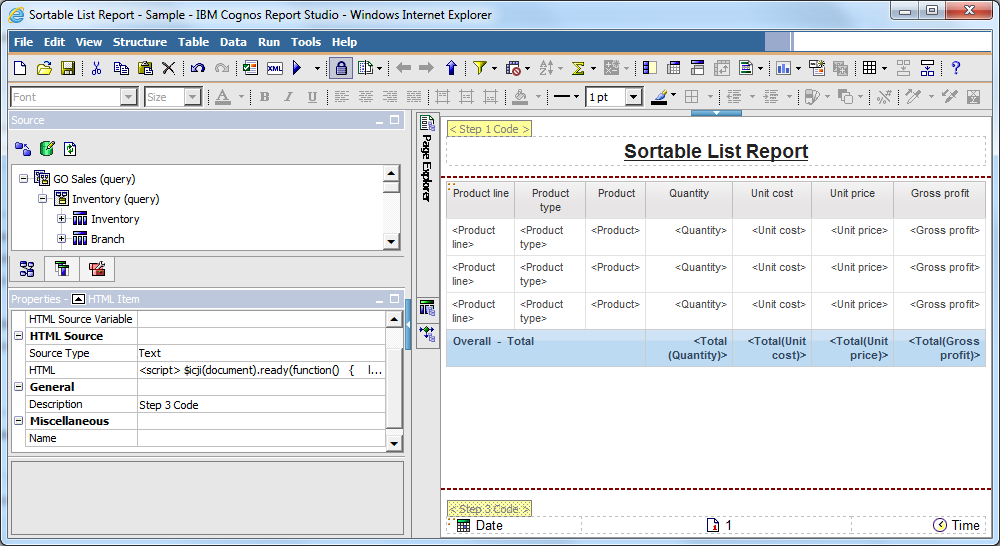 Sortable List Report - Sample - IBM Cognos Report Studio - Windows Internet Explorer
File Edit View Structure Table Data Run Tools Help
XML
Font Size A B I U 1 pt
Source
GO Sales (query)
Inventory (query)
Inventory
Branch
Properties - HTML Item
HTML Source Variable
HTML Source
Source Type Text
HTML <script> $icji(document).ready(function() { l...
General
Description Step 3 Code
Miscellaneous
Name
Page Explorer
< Step 1 Code >
Sortable List Report
Product line Product type Product Quantity Unit cost Unit price Gross profit
<Product line> <Product type> <Product> <Quantity> <Unit cost> <Unit price> <Gross profit>
<Product line> <Product type> <Product> <Quantity> <Unit cost> <Unit price> <Gross profit>
<Product line> <Product type> <Product> <Quantity> <Unit cost> <Unit price> <Gross profit>
Overall - Total <Total (Quantity)> <Total(Unit cost)> <Total(Unit price)> <Total(Gross profit)>
< Step 3 Code >
Date 1 Time